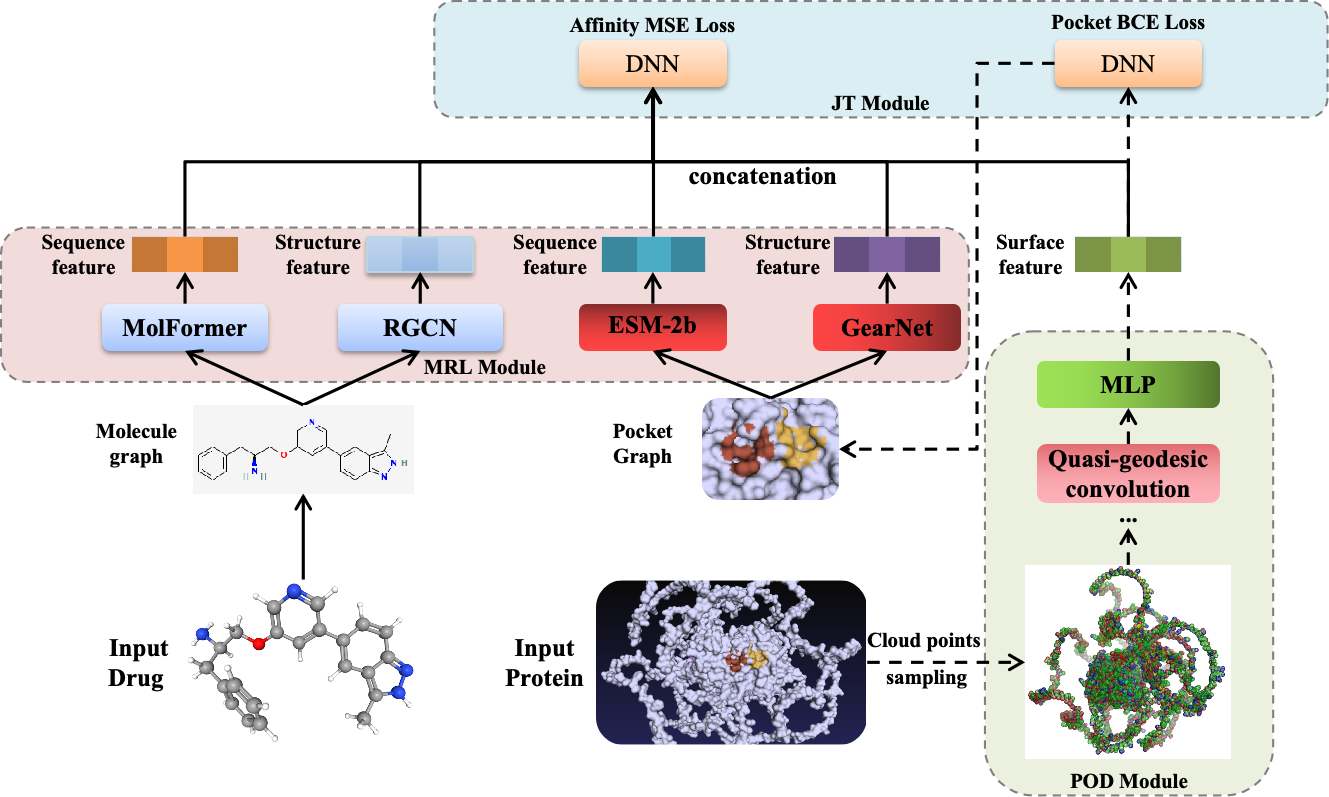 Affinity MSE Loss
Pocket BCE Loss
DNN
DNN
JT Module
concatenation
Sequence
feature
Structure
feature
Sequence
feature
Structure
feature
Surface
feature
MolFormer
RGCN
ESM-2b
GearNet
MRL Module
MLP
Molecule
graph
N
O
N
H H
N
N
H
Pocket
Graph
Quasi-geodesic
convolution
...
Input
Drug
Input
Protein
Cloud points
sampling
POD Module